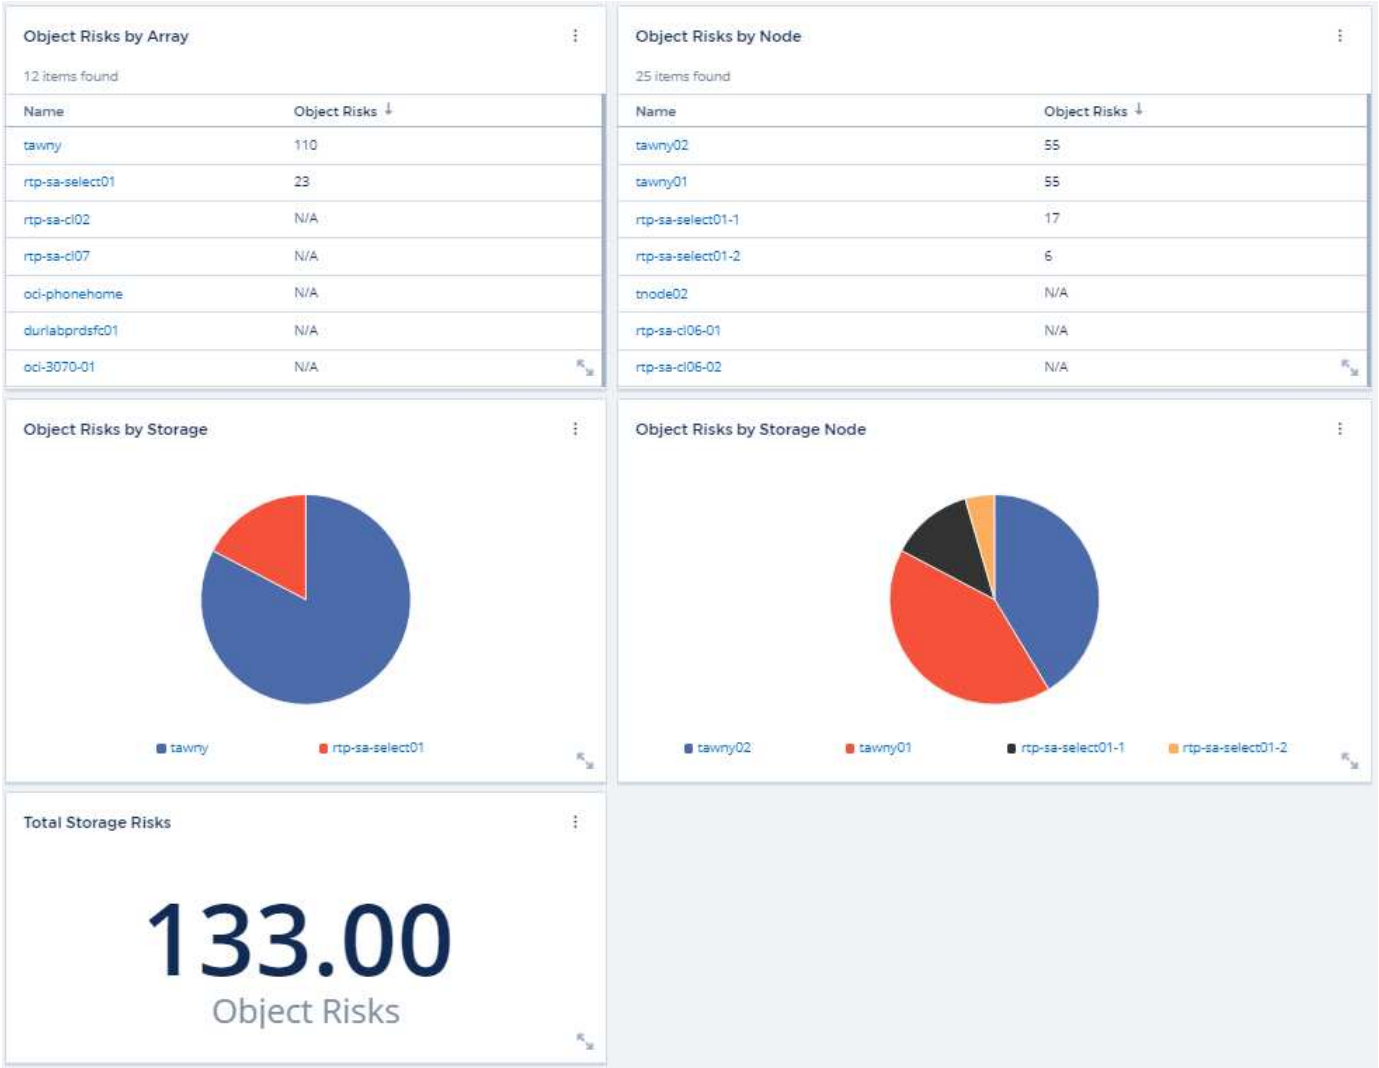 Object Risks by Array
12 items found
Name Object Risks ↓
tawny 110
rtp-sa-select01 23
rtp-sa-cl02 N/A
rtp-sa-cl07 N/A
oci-phonehome N/A
durlabprdsfc01 N/A
oci-3070-01 N/A
Object Risks by Node
25 items found
Name Object Risks ↓
tawny02 55
tawny01 55
rtp-sa-select01-1 17
rtp-sa-select01-2 6
tnode02 N/A
rtp-sa-cl06-01 N/A
rtp-sa-cl06-02 N/A
Object Risks by Storage
tawny rtp-sa-select01
Object Risks by Storage Node
tawny02 tawny01 rtp-sa-select01-1 rtp-sa-select01-2
Total Storage Risks
133.00
Object Risks